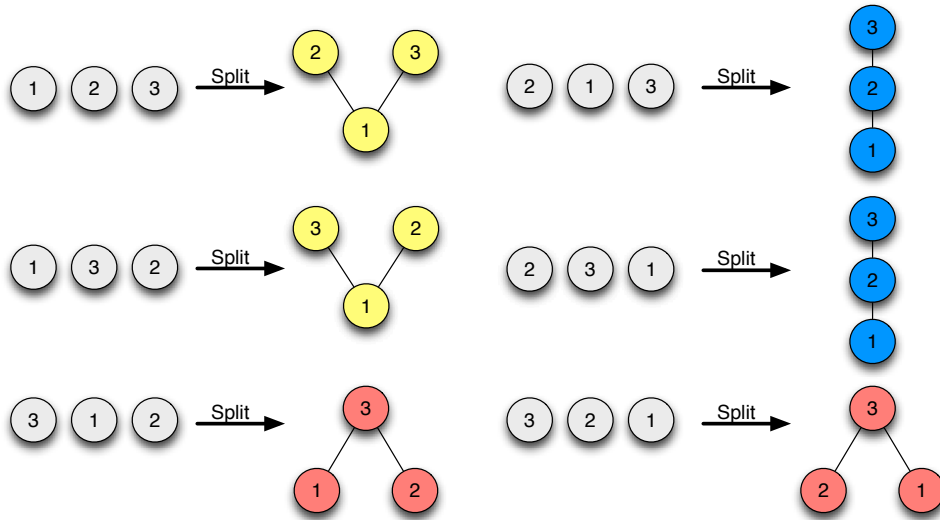 1 2 3 Split 2 3 1
2 1 3 Split 3 2 1
1 3 2 Split 3 2 1
2 3 1 Split 3 2 1
3 1 2 Split 3 1 2
3 2 1 Split 3 2 1